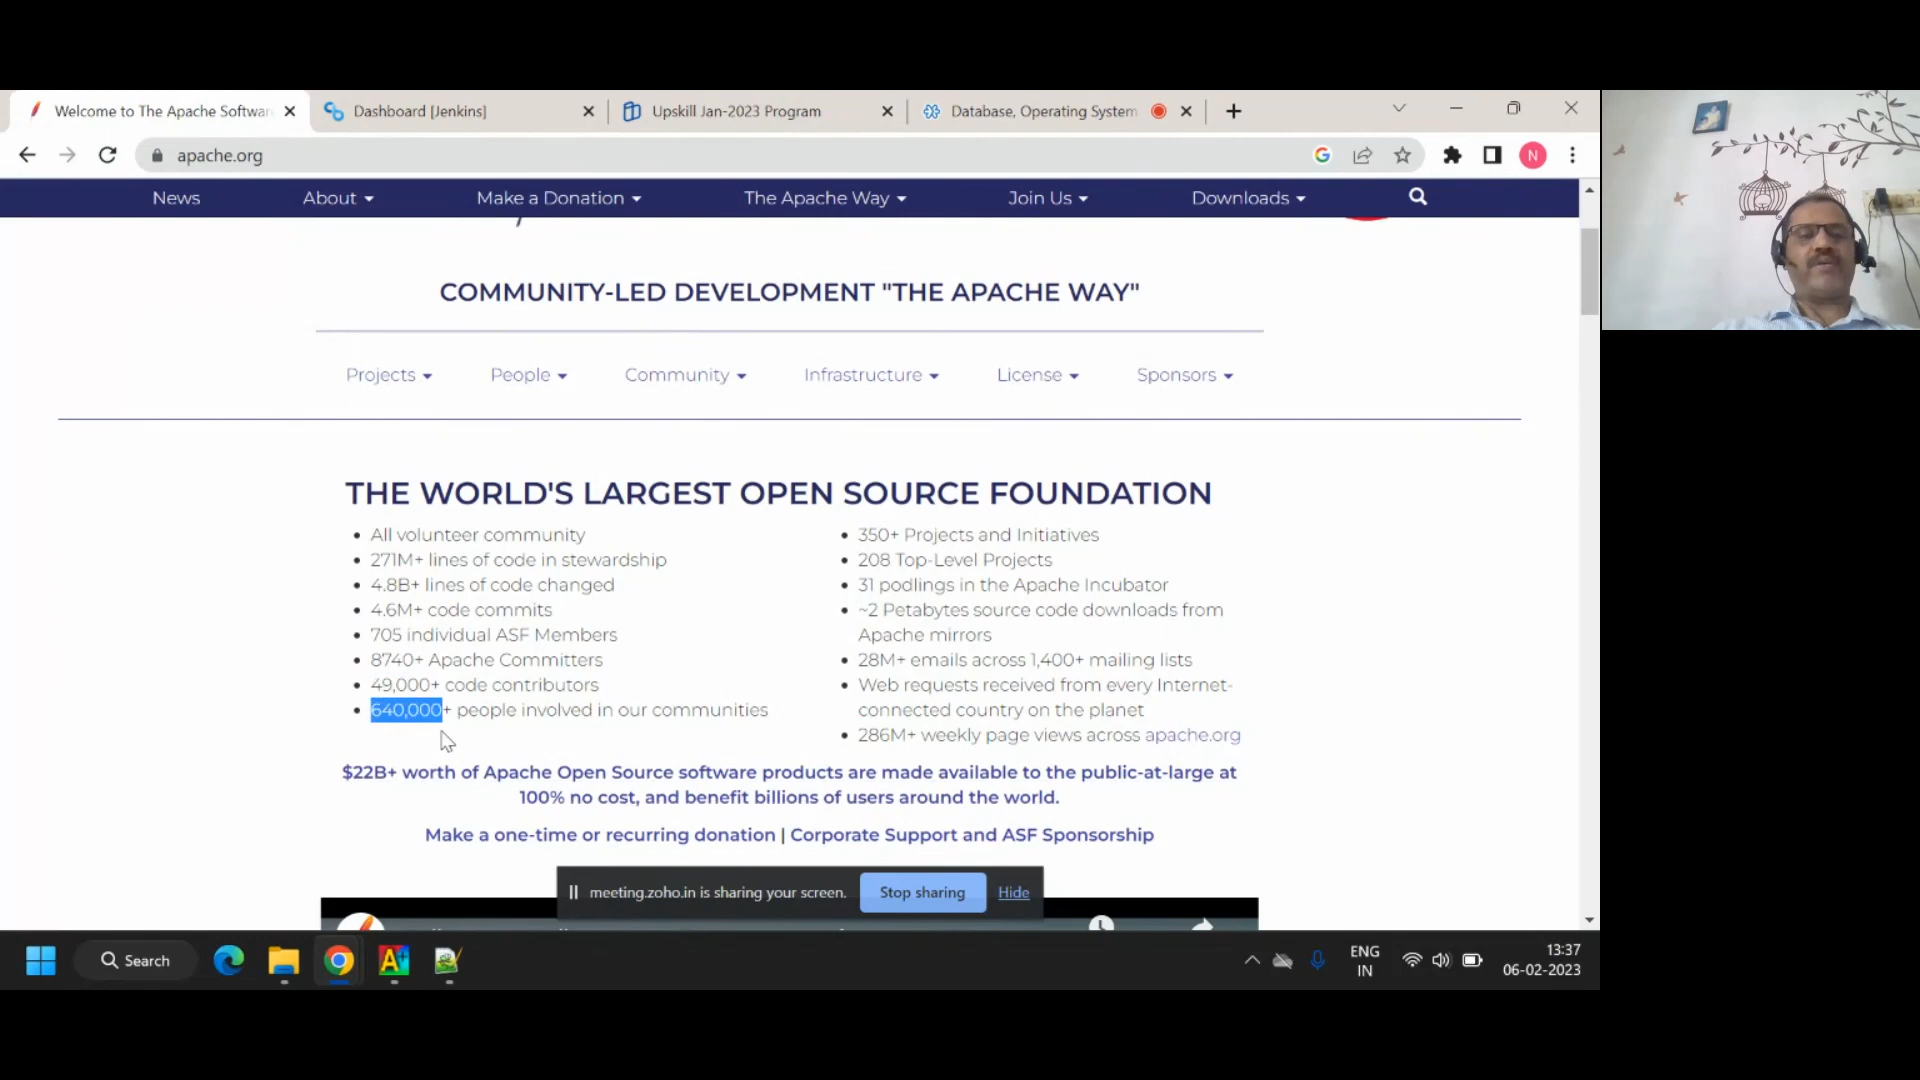 Welcome to The Apache Softwar
Dashboard [Jenkins]
Upskill Jan-2023 Program
Database, Operating System
apache.org
N
News
About
Make a Donation
The Apache Way
Join Us
Downloads
COMMUNITY-LED DEVELOPMENT "THE APACHE WAY"
Projects
People
Community
Infrastructure
License
Sponsors
THE WORLD'S LARGEST OPEN SOURCE FOUNDATION
All volunteer community
271M+ lines of code in stewardship
4.8B+ lines of code changed
4.6M+ code commits
705 individual ASF Members
8740+ Apache Committers
49,000+ code contributors
640,000+ people involved in our communities
350+ Projects and Initiatives
208 Top-Level Projects
31 podlings in the Apache Incubator
~2 Petabytes source code downloads from
Apache mirrors
28M+ emails across 1,400+ mailing lists
Web requests received from every Internet-
connected country on the planet
286M+ weekly page views across apache.org
$22B+ worth of Apache Open Source software products are made available to the public-at-large at
100% no cost, and benefit billions of users around the world.
Make a one-time or recurring donation | Corporate Support and ASF Sponsorship
meeting.zoho.in is sharing your screen.
Stop sharing
Hide
Search
ENG
IN
13:37
06-02-2023